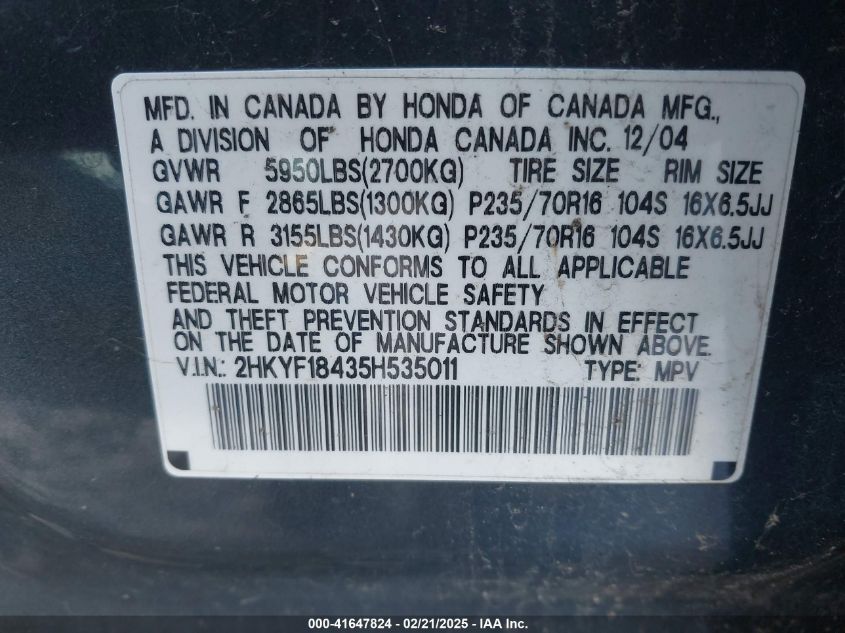 MFD. IN CANADA BY HONDA OF CANADA MFG.,
A DIVISION OF HONDA CANADA INC. 12/04
GVWR 5950LBS(2700KG) TIRE SIZE RIM SIZE
GAWR F 2865LBS(1300KG) P235/70R16 104S 16X6.5JJ
GAWR R 3155LBS(1430KG) P235/70R16 104S 16X6.5JJ
THIS VEHICLE CONFORMS TO ALL APPLICABLE
FEDERAL MOTOR VEHICLE SAFETY
AND THEFT PREVENTION STANDARDS IN EFFECT
ON THE DATE OF MANUFACTURE SHOWN ABOVE.
V.I.N.: 2HKYF18435H535011 TYPE: MPV
000-41647824 - 02/21/2025 - IAA Inc.